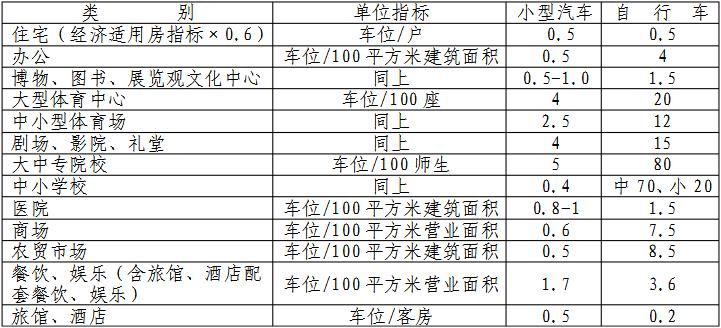 类 别 单位指标 小型汽车 自 行 车
住宅（经济适用房指标×0.6） 车位/户 0.5 0.5
办公 车位/100平方米建筑面积 0.5 4
博物、图书、展览观文化中心 同上 0.5-1.0 1.5
大型体育中心 车位/100座 4 20
中小型体育场 同上 2.5 12
剧场、影院、礼堂 同上 4 15
大中专院校 车位/100师生 5 80
中小学校 同上 0.4 中70、小20
医院 车位/100平方米建筑面积 0.8-1 1.5
商场 车位/100平方米营业面积 0.6 7.5
农贸市场 车位/100平方米建筑面积 0.5 8.5
餐饮、娱乐（含旅馆、酒店配
套餐饮、娱乐） 车位/100平方米营业面积 1.7 3.6
旅馆、酒店 车位/客房 0.5 0.2